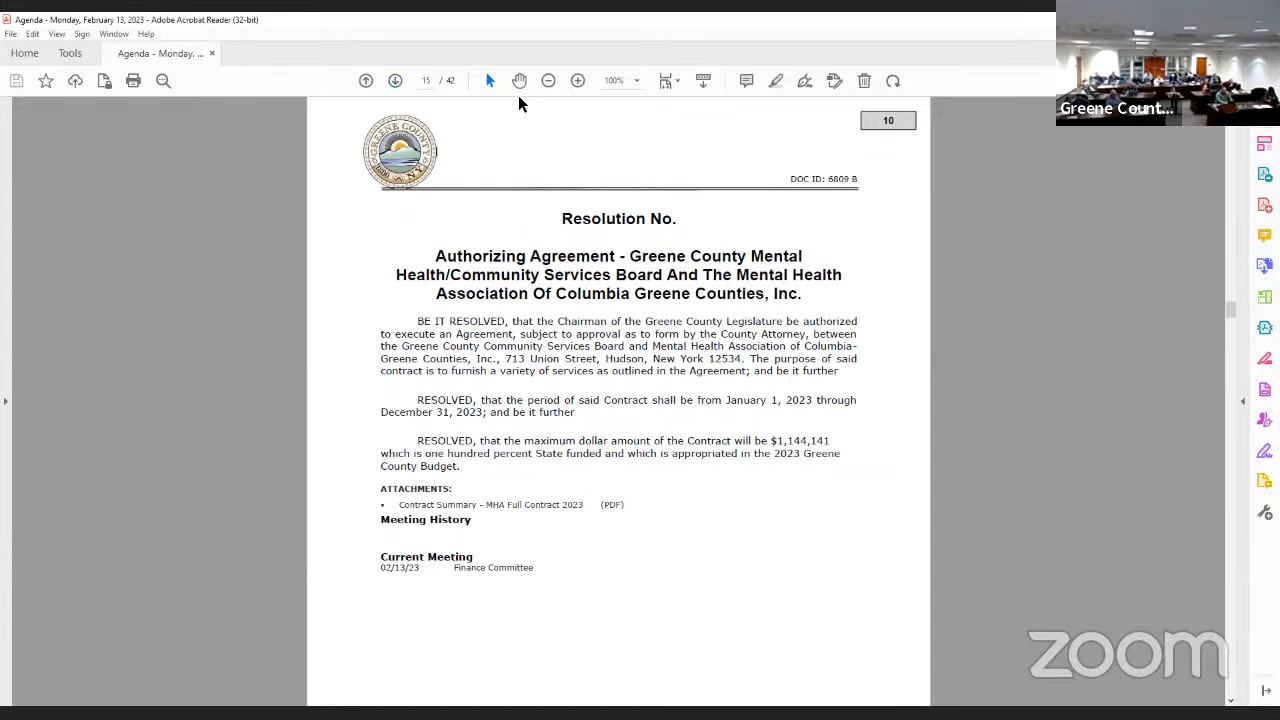 Agenda - Monday, February 13, 2023 - Adobe Acrobat Reader (32-bit)
File Edit View Sign Window Help
Home Tools Agenda - Monday, ... ×
15 / 42 100%
Greene Count...
10
GREENE COUNTY
1800 N.Y.
DOC ID: 6809 B
Resolution No.
Authorizing Agreement - Greene County Mental
Health/Community Services Board And The Mental Health
Association Of Columbia Greene Counties, Inc.
BE IT RESOLVED, that the Chairman of the Greene County Legislature be authorized
to execute an Agreement, subject to approval as to form by the County Attorney, between
the Greene County Community Services Board and Mental Health Association of Columbia-
Greene Counties, Inc., 713 Union Street, Hudson, New York 12534. The purpose of said
contract is to furnish a variety of services as outlined in the Agreement; and be it further
RESOLVED, that the period of said Contract shall be from January 1, 2023 through
December 31, 2023; and be it further
RESOLVED, that the maximum dollar amount of the Contract will be $1,144,141
which is one hundred percent State funded and which is appropriated in the 2023 Greene
County Budget.
ATTACHMENTS:
• Contract Summary - MHA Full Contract 2023 (PDF)
Meeting History
Current Meeting
02/13/23 Finance Committee
zoom